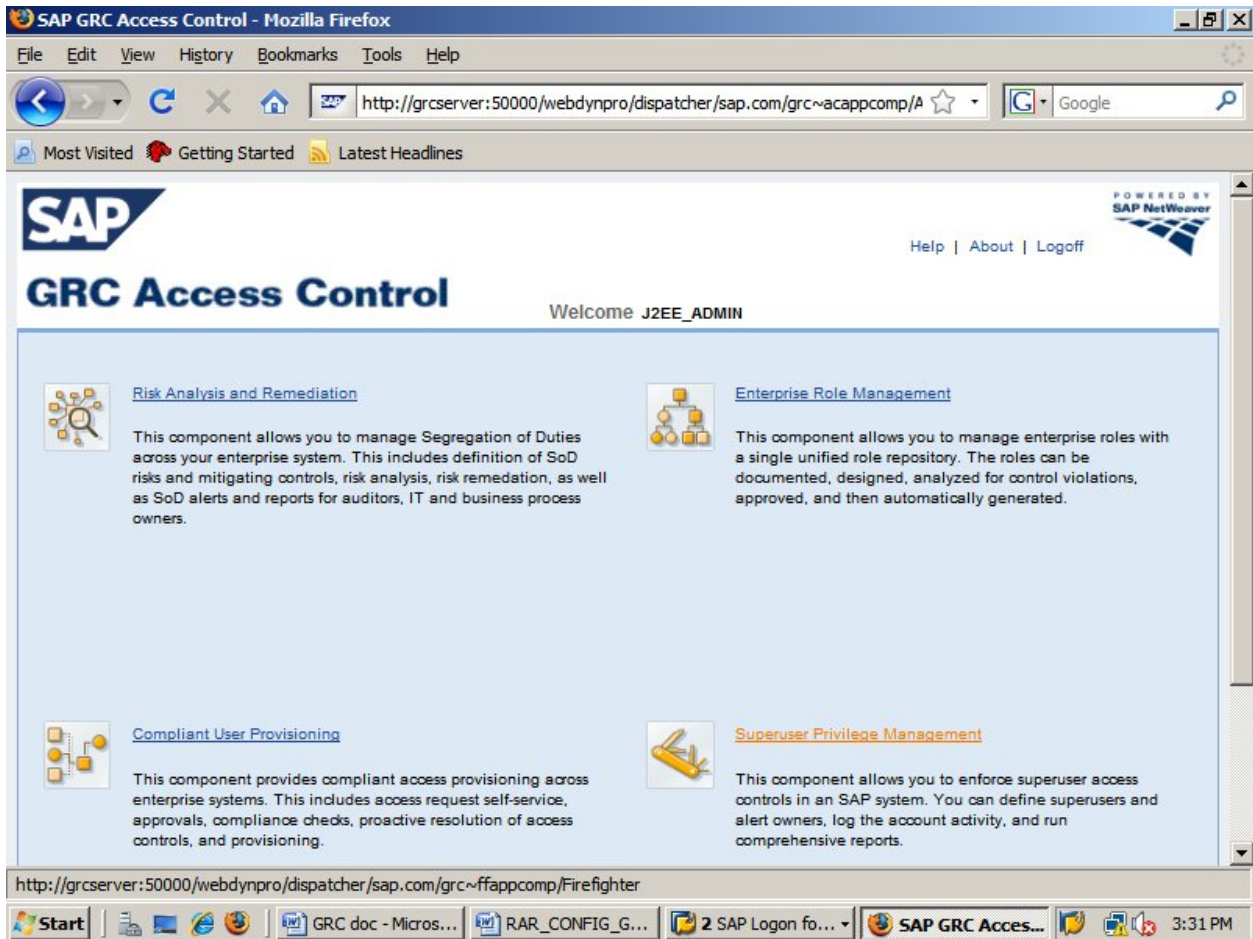 SAP GRC Access Control - Mozilla Firefox
File Edit View History Bookmarks Tools Help
http://grcserver:50000/webdynpro/dispatcher/sap.com/grc~acappcomp/A
G Google
Most Visited Getting Started Latest Headlines
SAP
POWERED BY
SAP NetWeaver
Help | About | Logoff
GRC Access Control
Welcome J2EE_ADMIN
Risk Analysis and Remediation
This component allows you to manage Segregation of Duties
across your enterprise system. This includes definition of SoD
risks and mitigating controls, risk analysis, risk remedation, as well
as SoD alerts and reports for auditors, IT and business process
owners.
Enterprise Role Management
This component allows you to manage enterprise roles with
a single unified role repository. The roles can be
documented, designed, analyzed for control violations,
approved, and then automatically generated.
Compliant User Provisioning
This component provides compliant access provisioning across
enterprise systems. This includes access request self-service,
approvals, compliance checks, proactive resolution of access
controls, and provisioning.
Superuser Privilege Management
This component allows you to enforce superuser access
controls in an SAP system. You can define superusers and
alert owners, log the account activity, and run
comprehensive reports.
http://grcserver:50000/webdynpro/dispatcher/sap.com/grc~ffappcomp/Firefighter
Start GRC doc - Micros... RAR_CONFIG_G... 2 SAP Logon fo... SAP GRC Acces... 3:31 PM